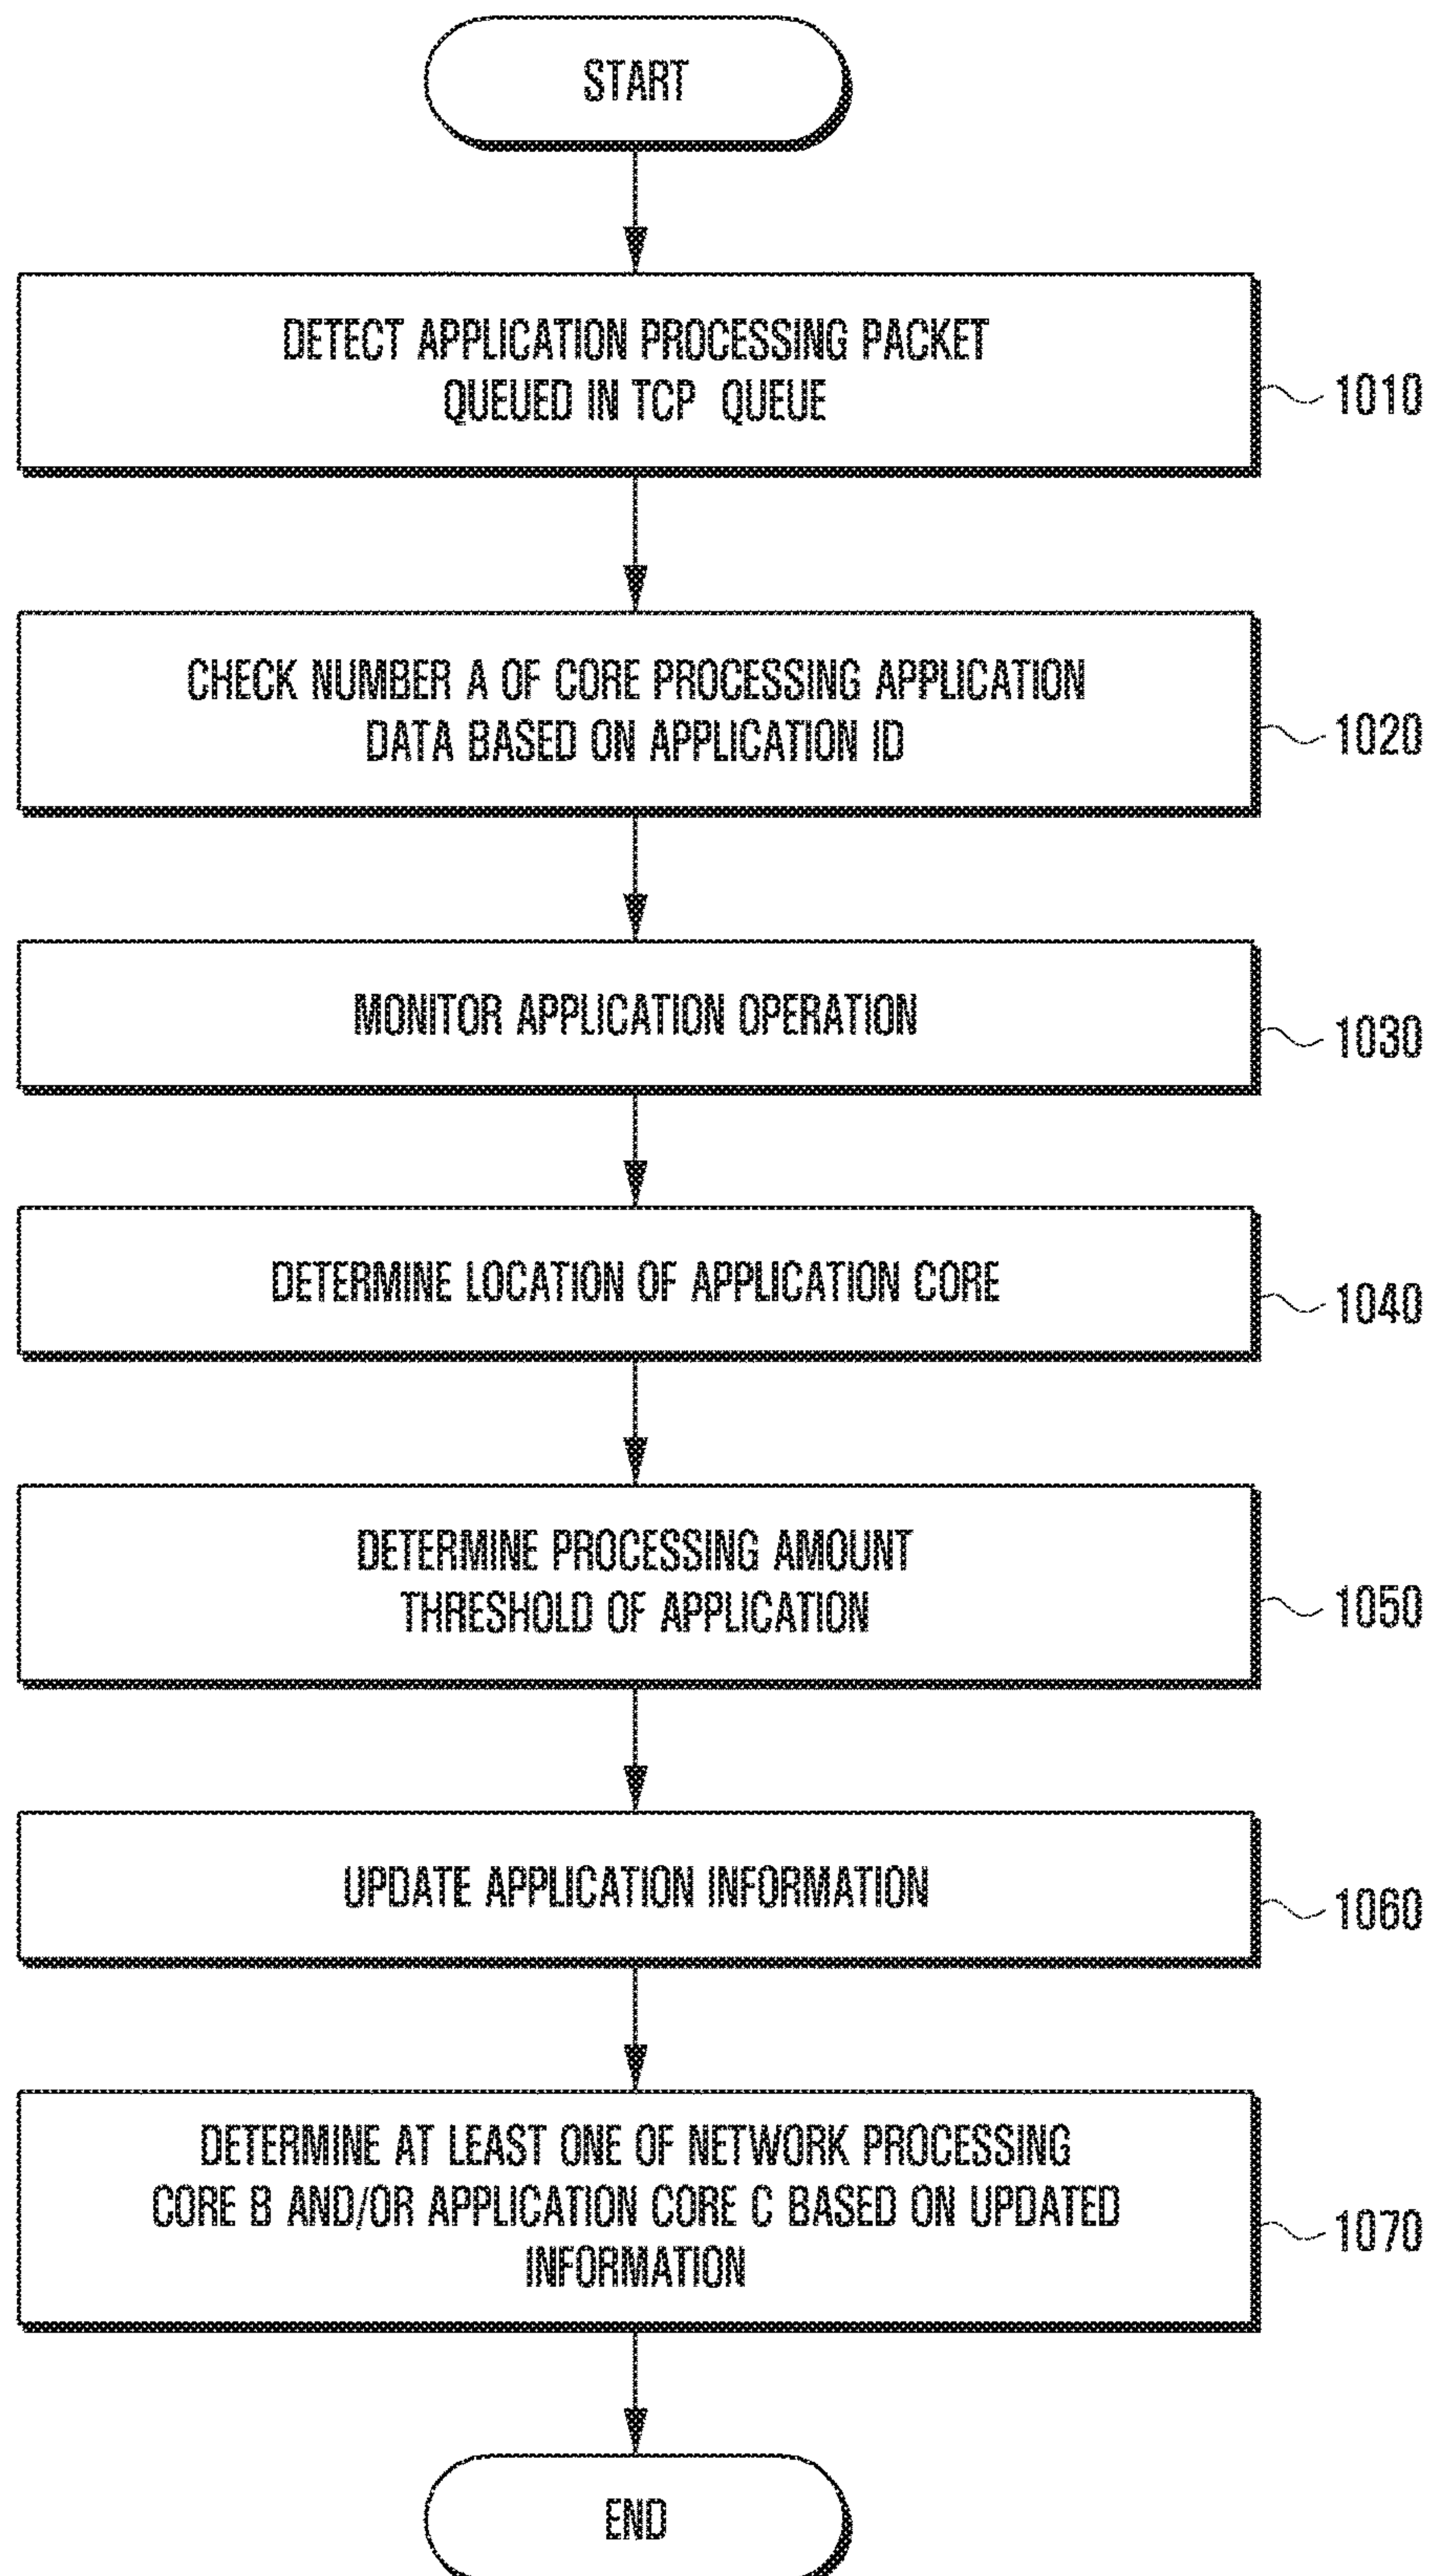 START
DETECT APPLICATION PROCESSING PACKET
QUEUED IN TCP QUEUE
1010
CHECK NUMBER A OF CORE PROCESSING APPLICATION
DATA BASED ON APPLICATION ID
1020
MONITOR APPLICATION OPERATION
1030
DETERMINE LOCATION OF APPLICATION CORE
1040
DETERMINE PROCESSING AMOUNT
THRESHOLD OF APPLICATION
1050
UPDATE APPLICATION INFORMATION
1060
DETERMINE AT LEAST ONE OF NETWORK PROCESSING
CORE B AND/OR APPLICATION CORE C BASED ON UPDATED
INFORMATION
1070
END